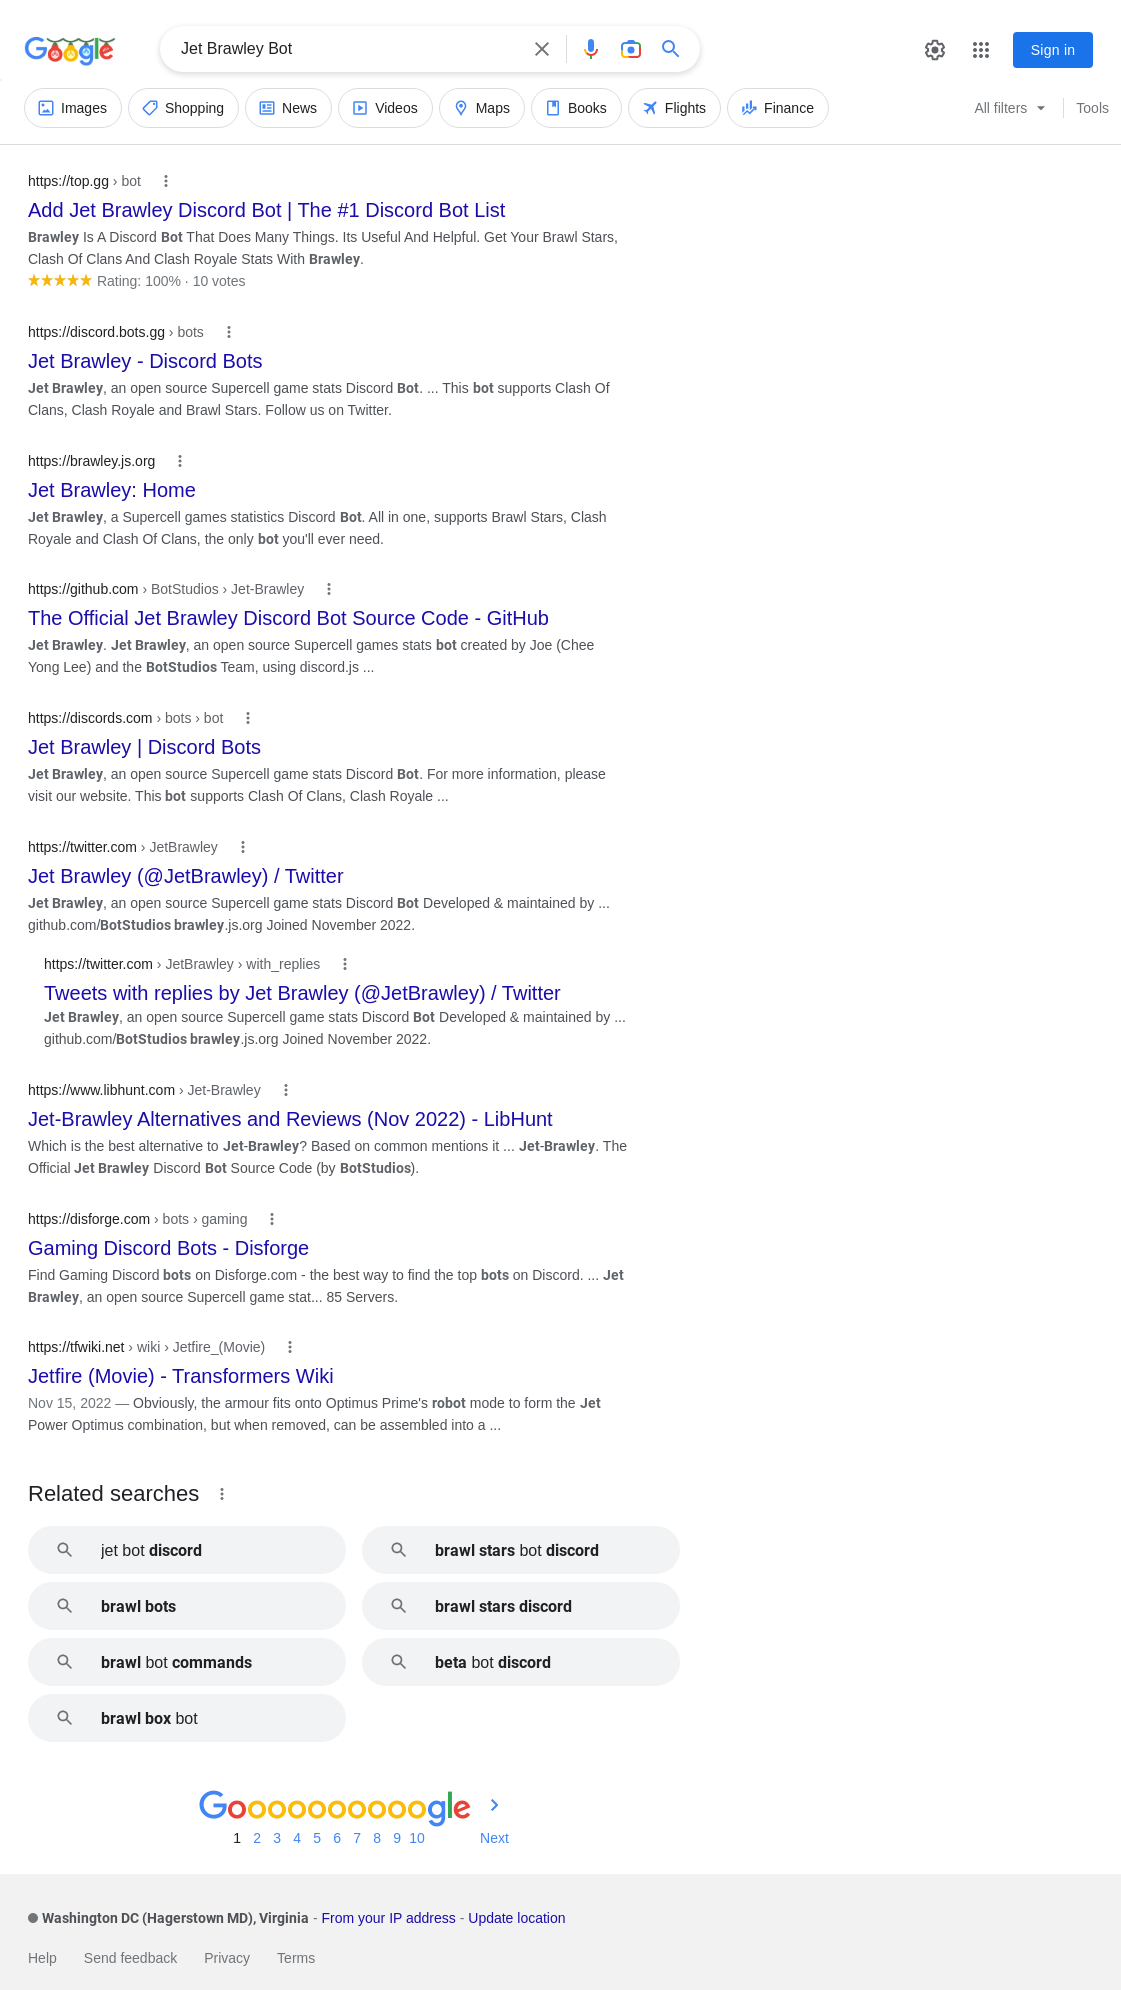 Google
Jet Brawley Bot
Sign in
Images
Shopping
News
Videos
Maps
Books
Flights
Finance
All filters
Tools
https://top.gg › bot
Add Jet Brawley Discord Bot | The #1 Discord Bot List
Brawley Is A Discord Bot That Does Many Things. Its Useful And Helpful. Get Your Brawl Stars,
Clash Of Clans And Clash Royale Stats With Brawley.
Rating: 100% · 10 votes
https://discord.bots.gg › bots
Jet Brawley - Discord Bots
Jet Brawley, an open source Supercell game stats Discord Bot. ... This bot supports Clash Of
Clans, Clash Royale and Brawl Stars. Follow us on Twitter.
https://brawley.js.org
Jet Brawley: Home
Jet Brawley, a Supercell games statistics Discord Bot. All in one, supports Brawl Stars, Clash
Royale and Clash Of Clans, the only bot you'll ever need.
https://github.com › BotStudios › Jet-Brawley
The Official Jet Brawley Discord Bot Source Code - GitHub
Jet Brawley. Jet Brawley, an open source Supercell games stats bot created by Joe (Chee
Yong Lee) and the BotStudios Team, using discord.js ...
https://discords.com › bots › bot
Jet Brawley | Discord Bots
Jet Brawley, an open source Supercell game stats Discord Bot. For more information, please
visit our website. This bot supports Clash Of Clans, Clash Royale ...
https://twitter.com › JetBrawley
Jet Brawley (@JetBrawley) / Twitter
Jet Brawley, an open source Supercell game stats Discord Bot Developed & maintained by ...
github.com/BotStudios brawley.js.org Joined November 2022.
https://twitter.com › JetBrawley › with_replies
Tweets with replies by Jet Brawley (@JetBrawley) / Twitter
Jet Brawley, an open source Supercell game stats Discord Bot Developed & maintained by ...
github.com/BotStudios brawley.js.org Joined November 2022.
https://www.libhunt.com › Jet-Brawley
Jet-Brawley Alternatives and Reviews (Nov 2022) - LibHunt
Which is the best alternative to Jet-Brawley? Based on common mentions it ... Jet-Brawley. The
Official Jet Brawley Discord Bot Source Code (by BotStudios).
https://disforge.com › bots › gaming
Gaming Discord Bots - Disforge
Find Gaming Discord bots on Disforge.com - the best way to find the top bots on Discord. ... Jet
Brawley, an open source Supercell game stat... 85 Servers.
https://tfwiki.net › wiki › Jetfire_(Movie)
Jetfire (Movie) - Transformers Wiki
Nov 15, 2022 — Obviously, the armour fits onto Optimus Prime's robot mode to form the Jet
Power Optimus combination, but when removed, can be assembled into a ...
Related searches
jet bot discord
brawl stars bot discord
brawl bots
brawl stars discord
brawl bot commands
beta bot discord
brawl box bot
Goooooooooogle
1 2 3 4 5 6 7 8 9 10 Next
Washington DC (Hagerstown MD), Virginia - From your IP address - Update location
Help Send feedback Privacy Terms